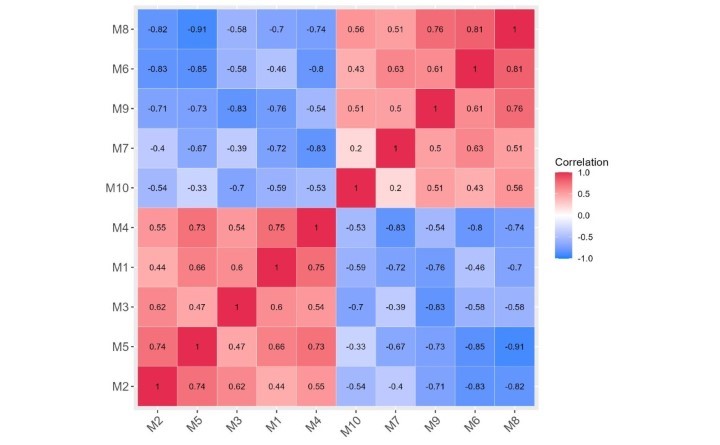 M8 -0.82 -0.91 -0.58 -0.7 -0.74 0.56 0.51 0.76 0.81 1
M6 -0.83 -0.85 -0.58 -0.46 -0.8 0.43 0.63 0.61 1 0.81
M9 -0.71 -0.73 -0.83 -0.76 -0.54 0.51 0.5 1 0.61 0.76
M7 -0.4 -0.67 -0.39 -0.72 -0.83 0.2 1 0.5 0.63 0.51
M10 -0.54 -0.33 -0.7 -0.59 -0.53 1 0.2 0.51 0.43 0.56
M4 0.55 0.73 0.54 0.75 1 -0.53 -0.83 -0.54 -0.8 -0.74
M1 0.44 0.66 0.6 1 0.75 -0.59 -0.72 -0.76 -0.46 -0.7
M3 0.62 0.47 1 0.6 0.54 -0.7 -0.39 -0.83 -0.58 -0.58
M5 0.74 1 0.47 0.66 0.73 -0.33 -0.67 -0.73 -0.85 -0.91
M2 1 0.74 0.62 0.44 0.55 -0.54 -0.4 -0.71 -0.83 -0.82
M2 M5 M3 M1 M4 M10 M7 M9 M6 M8
Correlation
1.0
0.5
0.0
-0.5
-1.0